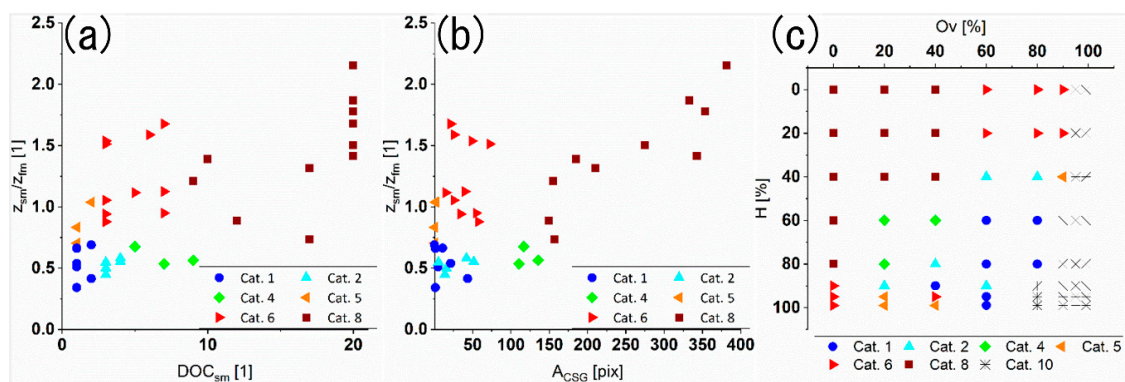 (a)
2.5
2.0
1.5
1.0
0.5
0.0
z_sm/z_fm [1]
0 10 20
DOC_sm [1]
Cat. 1 Cat. 2
Cat. 4 Cat. 5
Cat. 6 Cat. 8
(b)
2.5
2.0
1.5
1.0
0.5
0.0
z_sm/z_fm [1]
0 50 100 150 200 250 300 350 400
A_CSG [pix]
Cat. 1 Cat. 2
Cat. 4 Cat. 5
Cat. 6 Cat. 8
(c)
Ov [%]
0 20 40 60 80 100
0
20
40
60
80
100
H [%]
Cat. 1 Cat. 2 Cat. 4 Cat. 5
Cat. 6 Cat. 8 Cat. 10